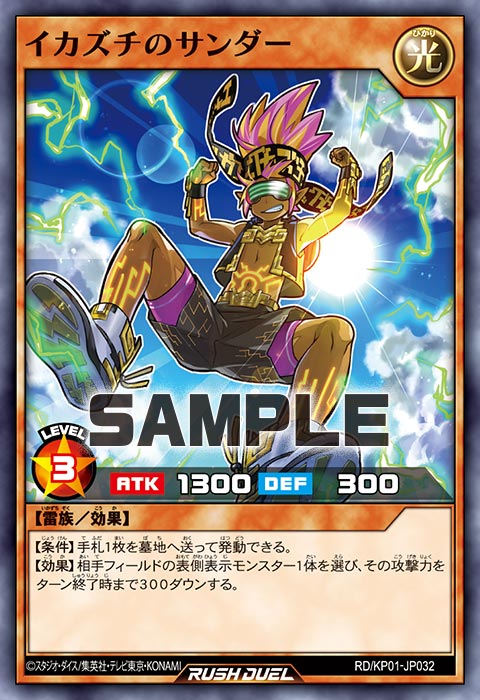 イカズチのサンダー
ひかり
光
SAMPLE
LEVEL
3
ATK 1300 DEF 300
【雷族／効果】
【条件】手札1枚を墓地へ送って発動できる。
【効果】相手フィールドの表側表示モンスター1体を選び、その攻撃力を
ターン終了時まで300ダウンする。
©スタジオ・ダイス/集英社・テレビ東京・KONAMI
RUSH DUEL
RD/KP01-JP032